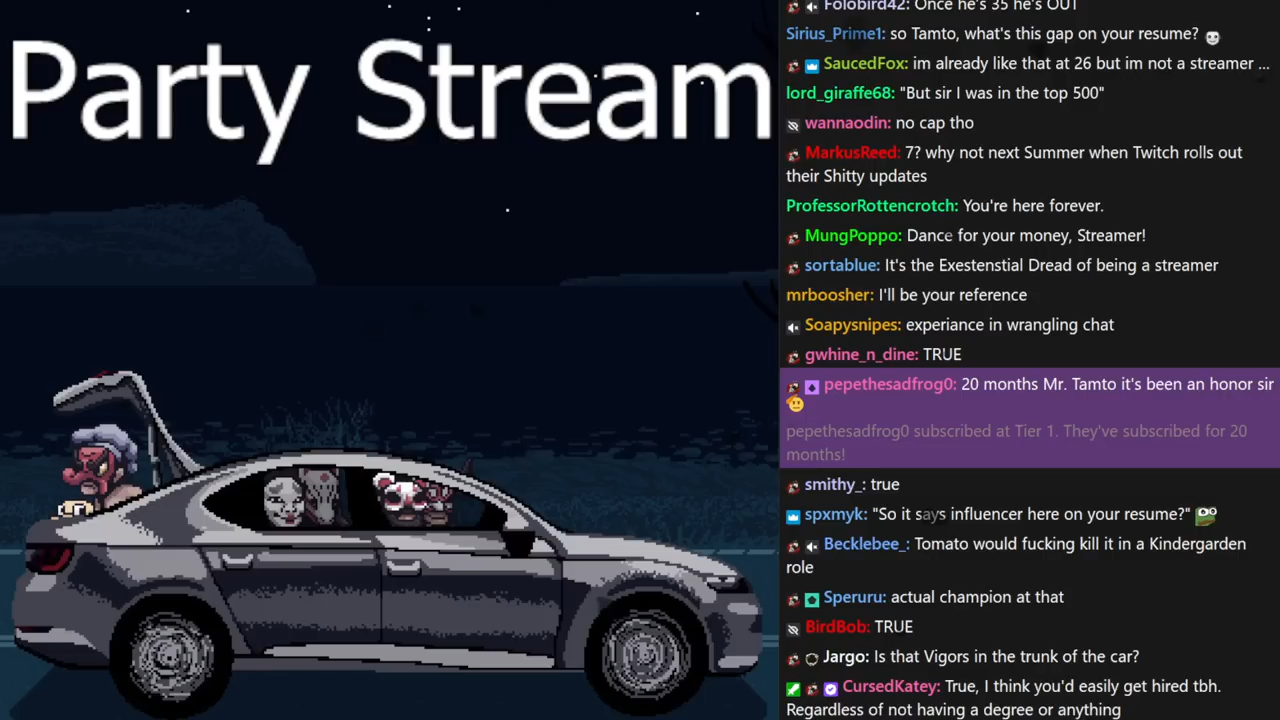 Party Stream
Folobird42: Once he's 35 he's OUT
Sirius_Prime1: so Tamto, what's this gap on your resume?
SaucedFox: im already like that at 26 but im not a streamer ...
lord_giraffe68: "But sir I was in the top 500"
wannaodin: no cap tho
MarkusReed: 7? why not next Summer when Twitch rolls out
their Shitty updates
ProfessorRottencrotch: You're here forever.
MungPoppo: Dance for your money, Streamer!
sortablue: It's the Exestenstial Dread of being a streamer
mrboosher: I'll be your reference
Soapysnipes: experiance in wrangling chat
gwhine_n_dine: TRUE
pepethesadfrog0: 20 months Mr. Tamto it's been an honor sir
pepethesadfrog0 subscribed at Tier 1. They've subscribed for 20
months!
smithy_: true
spxmyk: "So it says influencer here on your resume?"
Becklebee_: Tomato would fucking kill it in a Kindergarden
role
Speruru: actual champion at that
BirdBob: TRUE
Jargo: Is that Vigors in the trunk of the car?
CursedKatey: True, I think you'd easily get hired tbh.
Regardless of not having a degree or anything